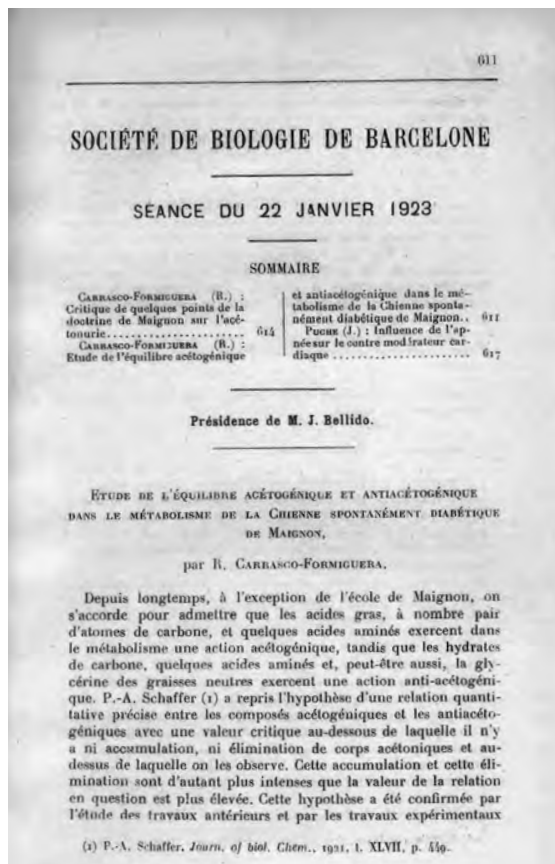 611
SOCIÉTÉ DE BIOLOGIE DE BARCELONE
SÉANCE DU 22 JANVIER 1923
SOMMAIRE
CARRASCO-FORMIGUERA (R.) :
Critique de quelques points de la
doctrine de Maignon sur l'acé-
tonurie..................... 614
CARRASCO-FORMIGUERA (R.) :
Etude de l'équilibre acétogénique
et antiacétogénique dans le mé-
tabolisme de la Chienne sponta-
nément diabétique de Maignon.. 611
PUCHE (J.) : Influence de l'ap-
née sur le centre modérateur car-
diaque ...................... 617
Présidence de M. J. Bellido.
ETUDE DE L'ÉQUILIBRE ACÉTOGÉNIQUE ET ANTIACÉTOGÉNIQUE
DANS LE MÉTABOLISME DE LA CHIENNE SPONTANÉMENT DIABÉTIQUE
DE MAIGNON,
par R. CARRASCO-FORMIGUERA.
Depuis longtemps, à l'exception de l'école de Maignon, on
s'accorde pour admettre que les acides gras, à nombre pair
d'atomes de carbone, et quelques acides aminés exercent dans
le métabolisme une action acétogénique, tandis que les hydrates
de carbone, quelques acides aminés et, peut-être aussi, la gly-
cérine des graisses neutres exercent une action anti-acétogéni-
que. P.-A. Schaffer (1) a repris l'hypothèse d'une relation quanti-
tative précise entre les composés acétogéniques et les antiacéto-
géniques avec une valeur critique au-dessous de laquelle il n'y
a ni accumulation, ni élimination de corps acétoniques et au-
dessus de laquelle on les observe. Cette accumulation et cette éli-
mination sont d'autant plus intenses que la valeur de la relation
en question est plus élevée. Cette hypothèse a été confirmée par
l'étude des travaux antérieurs et par les travaux expérimentaux
(1) P.-A. Schaffer, Journ. of biol. Chem., 1921, t. XLVII, p. 449.